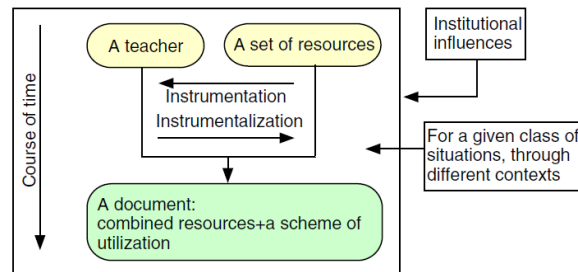 A teacher
A set of resources
Institutional
influences
Instrumentation
Instrumentalization
Course of time
For a given class of
situations, through
different contexts
A document:
combined resources+a scheme of
utilization